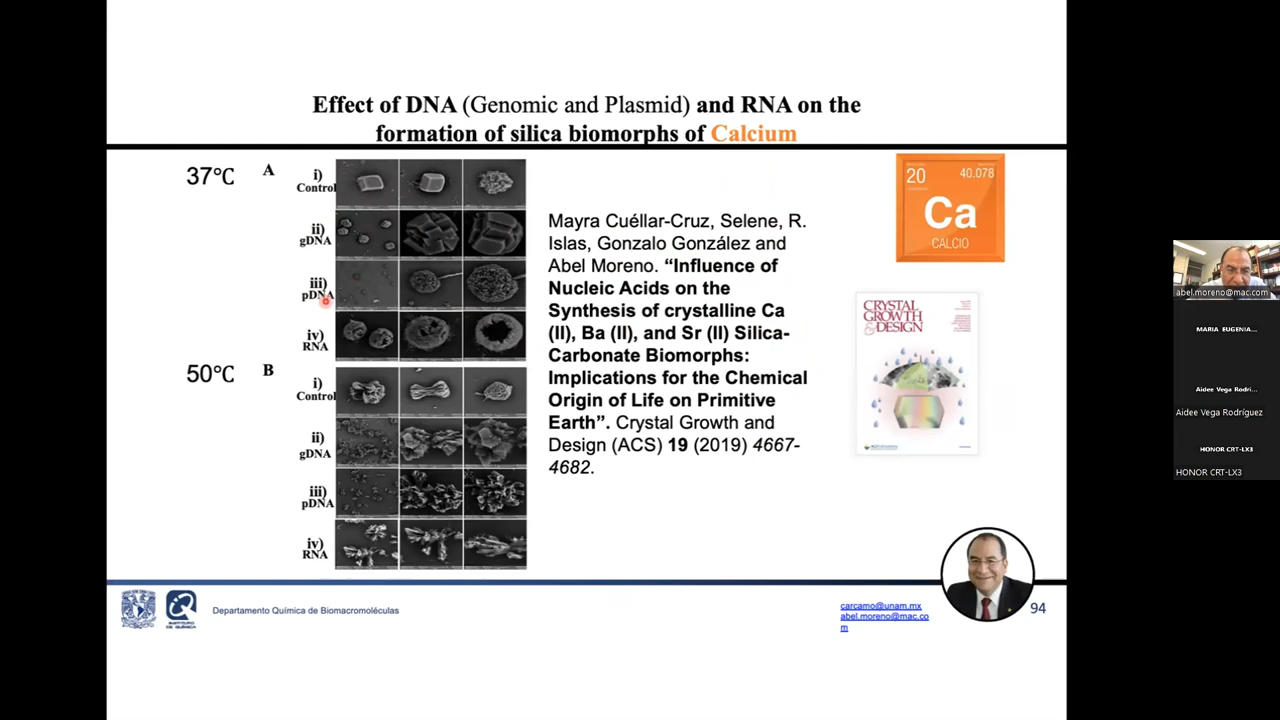 Effect of DNA (Genomic and Plasmid) and RNA on the
formation of silica biomorphs of Calcium
37°C
A
i)
Control
ii)
gDNA
iii)
pDNA
iv)
RNA
50°C
B
i)
Control
ii)
gDNA
iii)
pDNA
iv)
RNA
Mayra Cuéllar-Cruz, Selene, R.
Islas, Gonzalo González and
Abel Moreno. “Influence of
Nucleic Acids on the
Synthesis of crystalline Ca
(II), Ba (II), and Sr (II) Silica-
Carbonate Biomorphs:
Implications for the Chemical
Origin of Life on Primitive
Earth”. Crystal Growth and
Design (ACS) 19 (2019) 4667-
4682.
20
40.078
Ca
CALCIO
CRYSTAL
GROWTH
&DESIGN
Departamento Química de Biomacromoléculas
INSTITUTO
DE QUÍMICA
carcamo@unam.mx
abel.moreno@mac.co
m
94
abel.moreno@mac.com
MARIA EUGENIA...
Aidee Vega Rodri...
Aidee Vega Rodríguez
HONOR CRT-LX3
HONOR CRT-LX3